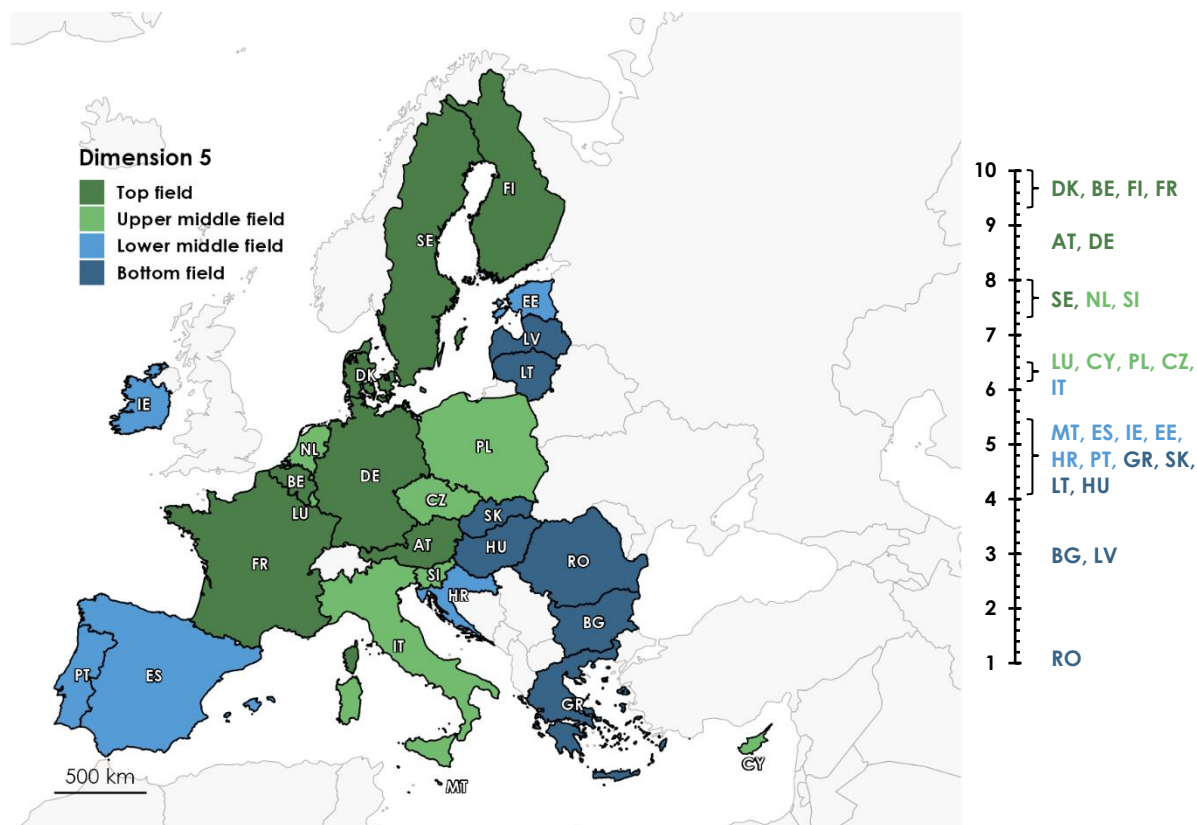 Dimension 5
Top field
Upper middle field
Lower middle field
Bottom field
FI
SE
EE
LV
LT
DK
IE
NL
PL
DE
BE
CZ
LU
SK
AT
HU
FR
RO
SI
HR
BG
IT
PT
ES
GR
CY
MT
500 km
10
DK, BE, FI, FR
9
AT, DE
8
SE, NL, SI
7
LU, CY, PL, CZ,
6
IT
MT, ES, IE, EE,
5
HR, PT, GR, SK,
LT, HU
4
3
BG, LV
2
1
RO